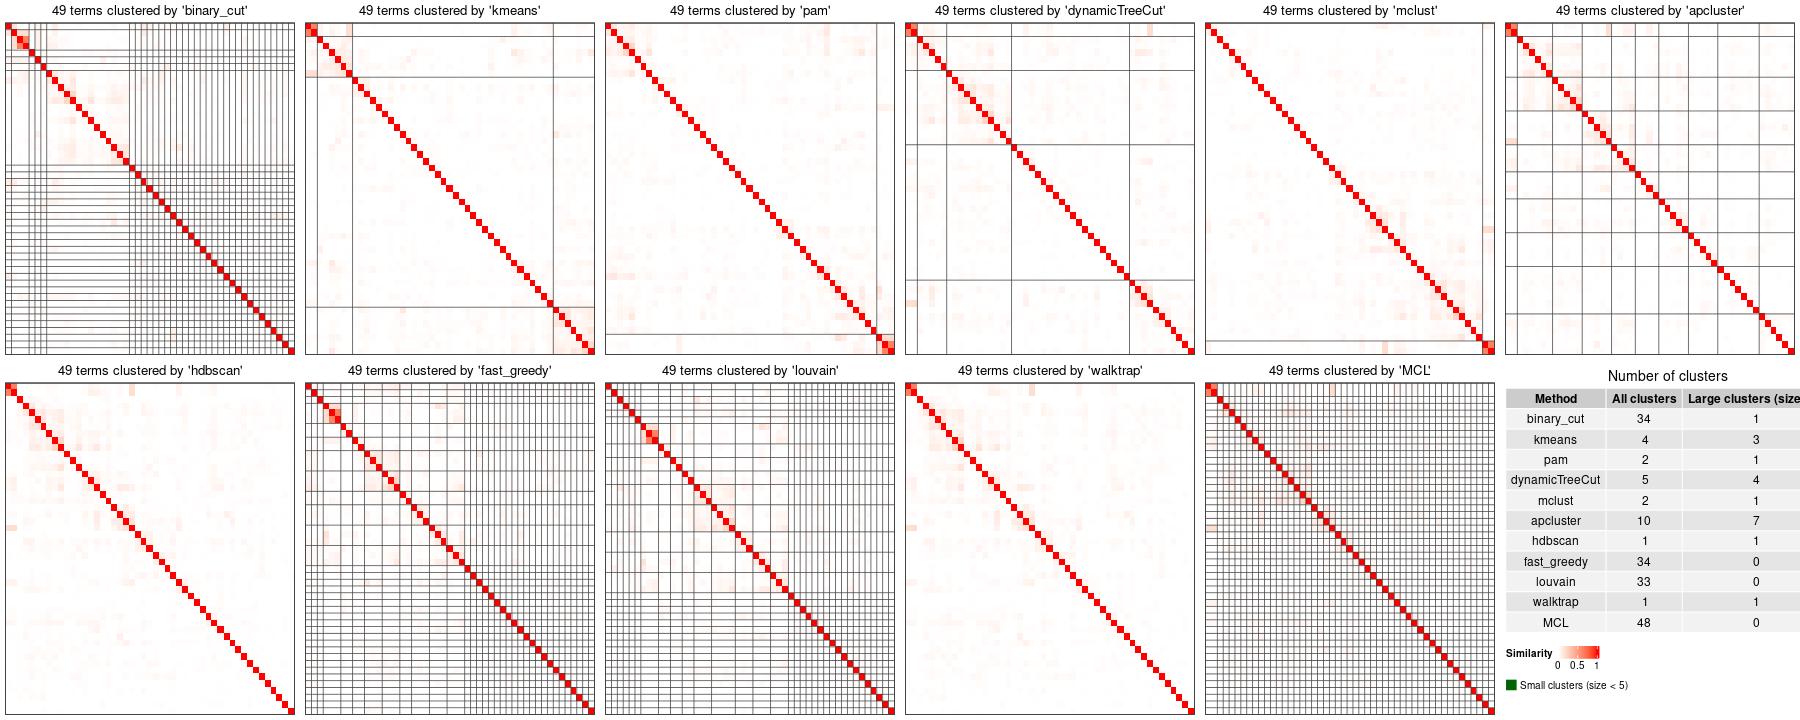 49 terms clustered by 'binary_cut'
49 terms clustered by 'kmeans'
49 terms clustered by 'pam'
49 terms clustered by 'dynamicTreeCut'
49 terms clustered by 'mclust'
49 terms clustered by 'apcluster'
49 terms clustered by 'hdbscan'
49 terms clustered by 'fast_greedy'
49 terms clustered by 'louvain'
49 terms clustered by 'walktrap'
49 terms clustered by 'MCL'
Number of clusters
Method All clusters Large clusters (size
binary_cut 34 1
kmeans 4 3
pam 2 1
dynamicTreeCut 5 4
mclust 2 1
apcluster 10 7
hdbscan 1 1
fast_greedy 34 0
louvain 33 0
walktrap 1 1
MCL 48 0
Similarity
0 0.5 1
Small clusters (size < 5)